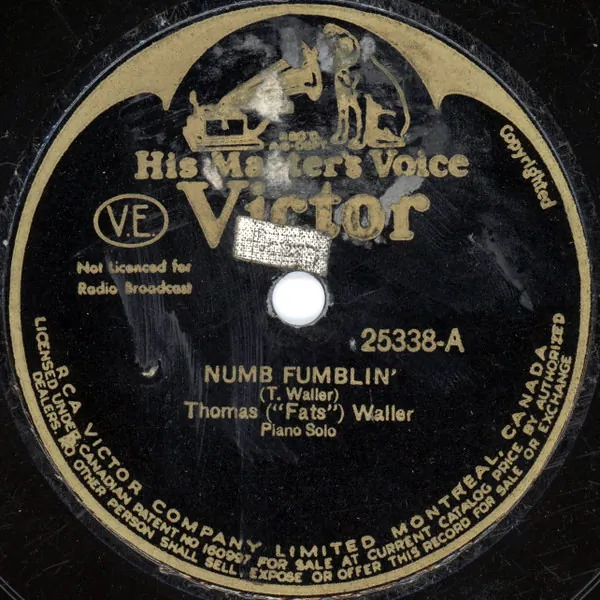 His Master's Voice
Victor
Copyrighted
V.E.
Not Licenced for
Radio Broadcast
25338-A
NUMB FUMBLIN'
(T. Waller)
Thomas ("Fats") Waller
Piano Solo
RCA VICTOR COMPANY LIMITED MONTREAL, CANADA
LICENSED UNDER CANADIAN PATENT NO 160997 FOR SALE AT CURRENT CATALOG PRICE BY AUTHORIZED
DEALERS NO OTHER PERSON SHALL SELL, EXPOSE OR OFFER THIS RECORD FOR SALE OR EXCHANGE